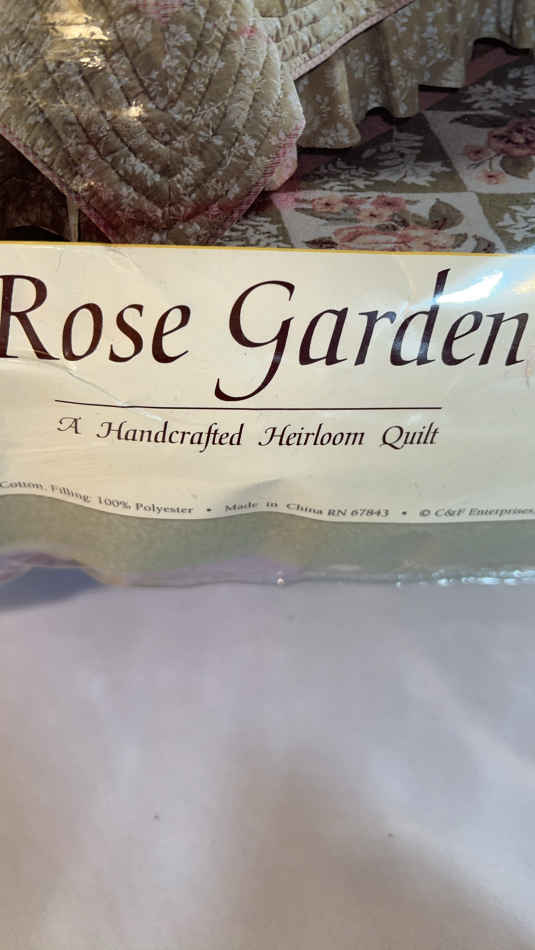 Rose Garden
A Handcrafted Heirloom Quilt
Cotton. Filling: 100% Polyester • Made in China RN 67843 • © C&F Enterprises,